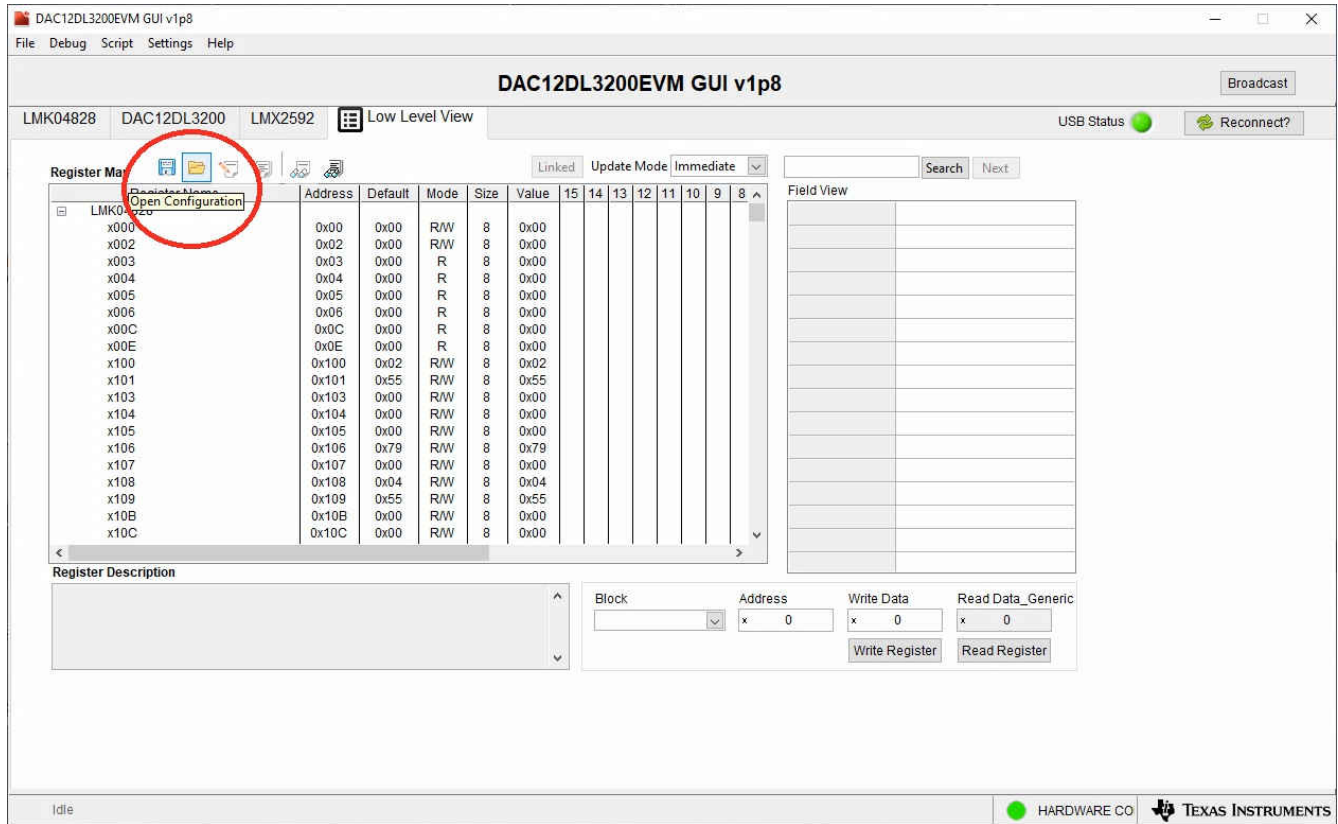 DAC12DL3200EVM GUI v1p8
File Debug Script Settings Help
DAC12DL3200EVM GUI v1p8
Broadcast
LMK04828 DAC12DL3200 LMX2592 Low Level View
USB Status Reconnect?
Register Map Linked Update Mode Immediate Search Next
Register Name Address Default Mode Size Value 15 14 13 12 11 10 9 8
Field View
Open Configuration
LMK04828
x000 0x00 0x00 R/W 8 0x00
x002 0x02 0x00 R/W 8 0x00
x003 0x03 0x00 R 8 0x00
x004 0x04 0x00 R 8 0x00
x005 0x05 0x00 R 8 0x00
x006 0x06 0x00 R 8 0x00
x00C 0x0C 0x00 R 8 0x00
x00E 0x0E 0x00 R 8 0x00
x100 0x100 0x02 R/W 8 0x02
x101 0x101 0x55 R/W 8 0x55
x103 0x103 0x00 R/W 8 0x00
x104 0x104 0x00 R/W 8 0x00
x105 0x105 0x00 R/W 8 0x00
x106 0x106 0x79 R/W 8 0x79
x107 0x107 0x00 R/W 8 0x00
x108 0x108 0x04 R/W 8 0x04
x109 0x109 0x55 R/W 8 0x55
x10B 0x10B 0x00 R/W 8 0x00
x10C 0x10C 0x00 R/W 8 0x00
Register Description
Block Address Write Data Read Data_Generic
x 0 x 0 x 0
Write Register Read Register
Idle
HARDWARE CO TEXAS INSTRUMENTS